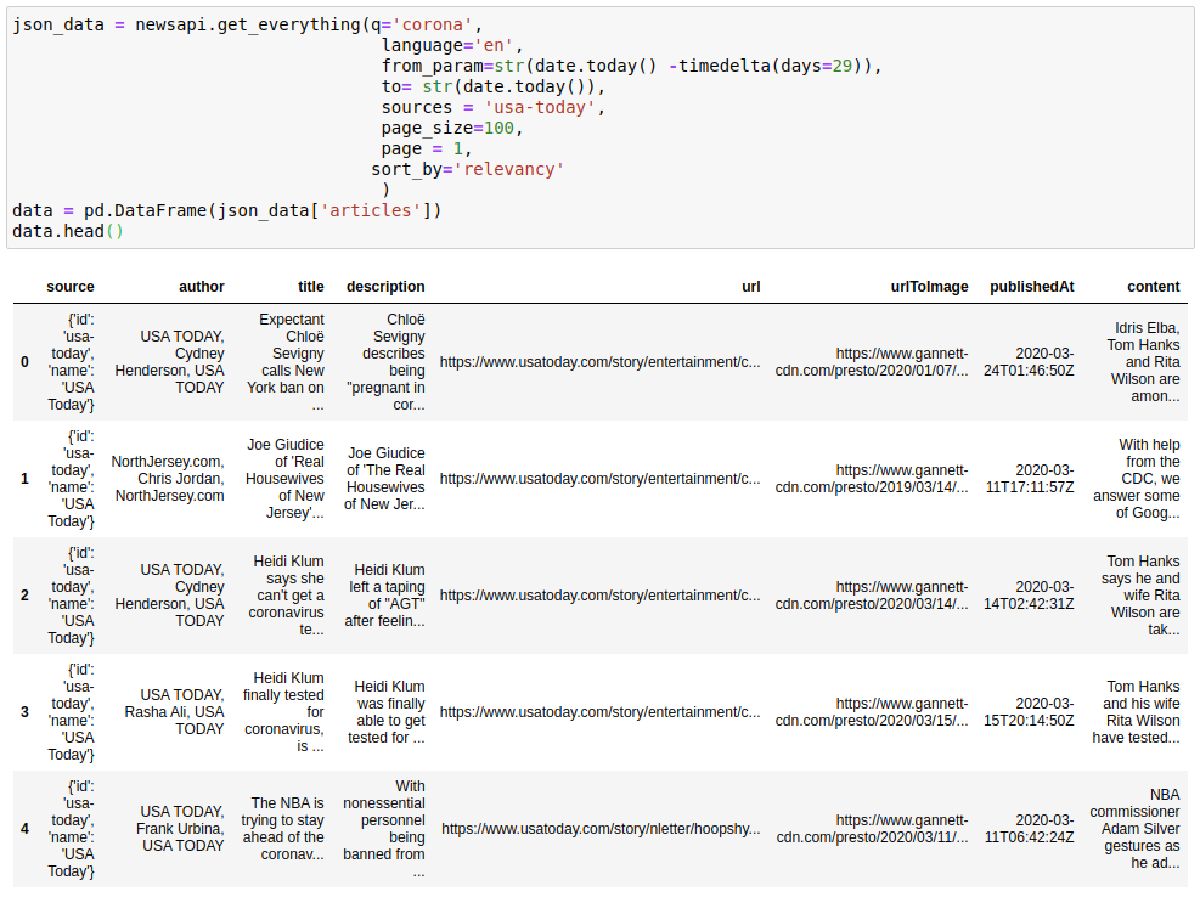 json_data = newsapi.get_everything(q='corona',
language='en',
from_param=str(date.today() -timedelta(days=29)),
to= str(date.today()),
sources = 'usa-today',
page_size=100,
page = 1,
sort_by='relevancy'
)
data = pd.DataFrame(json_data['articles'])
data.head()
source author title description url urlToImage publishedAt content
0
{'id':
'usa-
today',
'name':
'USA
Today'}
USA TODAY,
Cydney
Henderson, USA
TODAY
Expectant
Chloë
Sevigny
calls New
York ban on
...
Chloë
Sevigny
describes
being
"pregnant in
cor...
https://www.usatoday.com/story/entertainment/c...
https://www.gannett-
cdn.com/presto/2020/01/07/...
2020-03-
24T01:46:50Z
Idris Elba,
Tom Hanks
and Rita
Wilson are
amon...
1
{'id':
'usa-
today',
'name':
'USA
Today'}
NorthJersey.com,
Chris Jordan,
NorthJersey.com
Joe Giudice
of 'Real
Housewives
of New
Jersey'...
Joe Giudice
of 'The Real
Housewives
of New Jer...
https://www.usatoday.com/story/entertainment/c...
https://www.gannett-
cdn.com/presto/2019/03/14/...
2020-03-
11T17:11:57Z
With help
from the
CDC, we
answer some
of Goog...
2
{'id':
'usa-
today',
'name':
'USA
Today'}
USA TODAY,
Cydney
Henderson, USA
TODAY
Heidi Klum
says she
can't get a
coronavirus
te...
Heidi Klum
left a taping
of "AGT"
after feelin...
https://www.usatoday.com/story/entertainment/c...
https://www.gannett-
cdn.com/presto/2020/03/14/...
2020-03-
14T02:42:31Z
Tom Hanks
says he and
wife Rita
Wilson are
tak...
3
{'id':
'usa-
today',
'name':
'USA
Today'}
USA TODAY,
Rasha Ali, USA
TODAY
Heidi Klum
finally tested
for
coronavirus,
is ...
Heidi Klum
was finally
able to get
tested for ...
https://www.usatoday.com/story/entertainment/c...
https://www.gannett-
cdn.com/presto/2020/03/15/...
2020-03-
15T20:14:50Z
Tom Hanks
and his wife
Rita Wilson
have tested...
4
{'id':
'usa-
today',
'name':
'USA
Today'}
USA TODAY,
Frank Urbina,
USA TODAY
The NBA is
trying to stay
ahead of the
coronav...
With
nonessential
personnel
being
banned from
...
https://www.usatoday.com/story/nletter/hoopshy...
https://www.gannett-
cdn.com/presto/2020/03/11/...
2020-03-
11T06:42:24Z
NBA
commissioner
Adam Silver
gestures as
he ad...